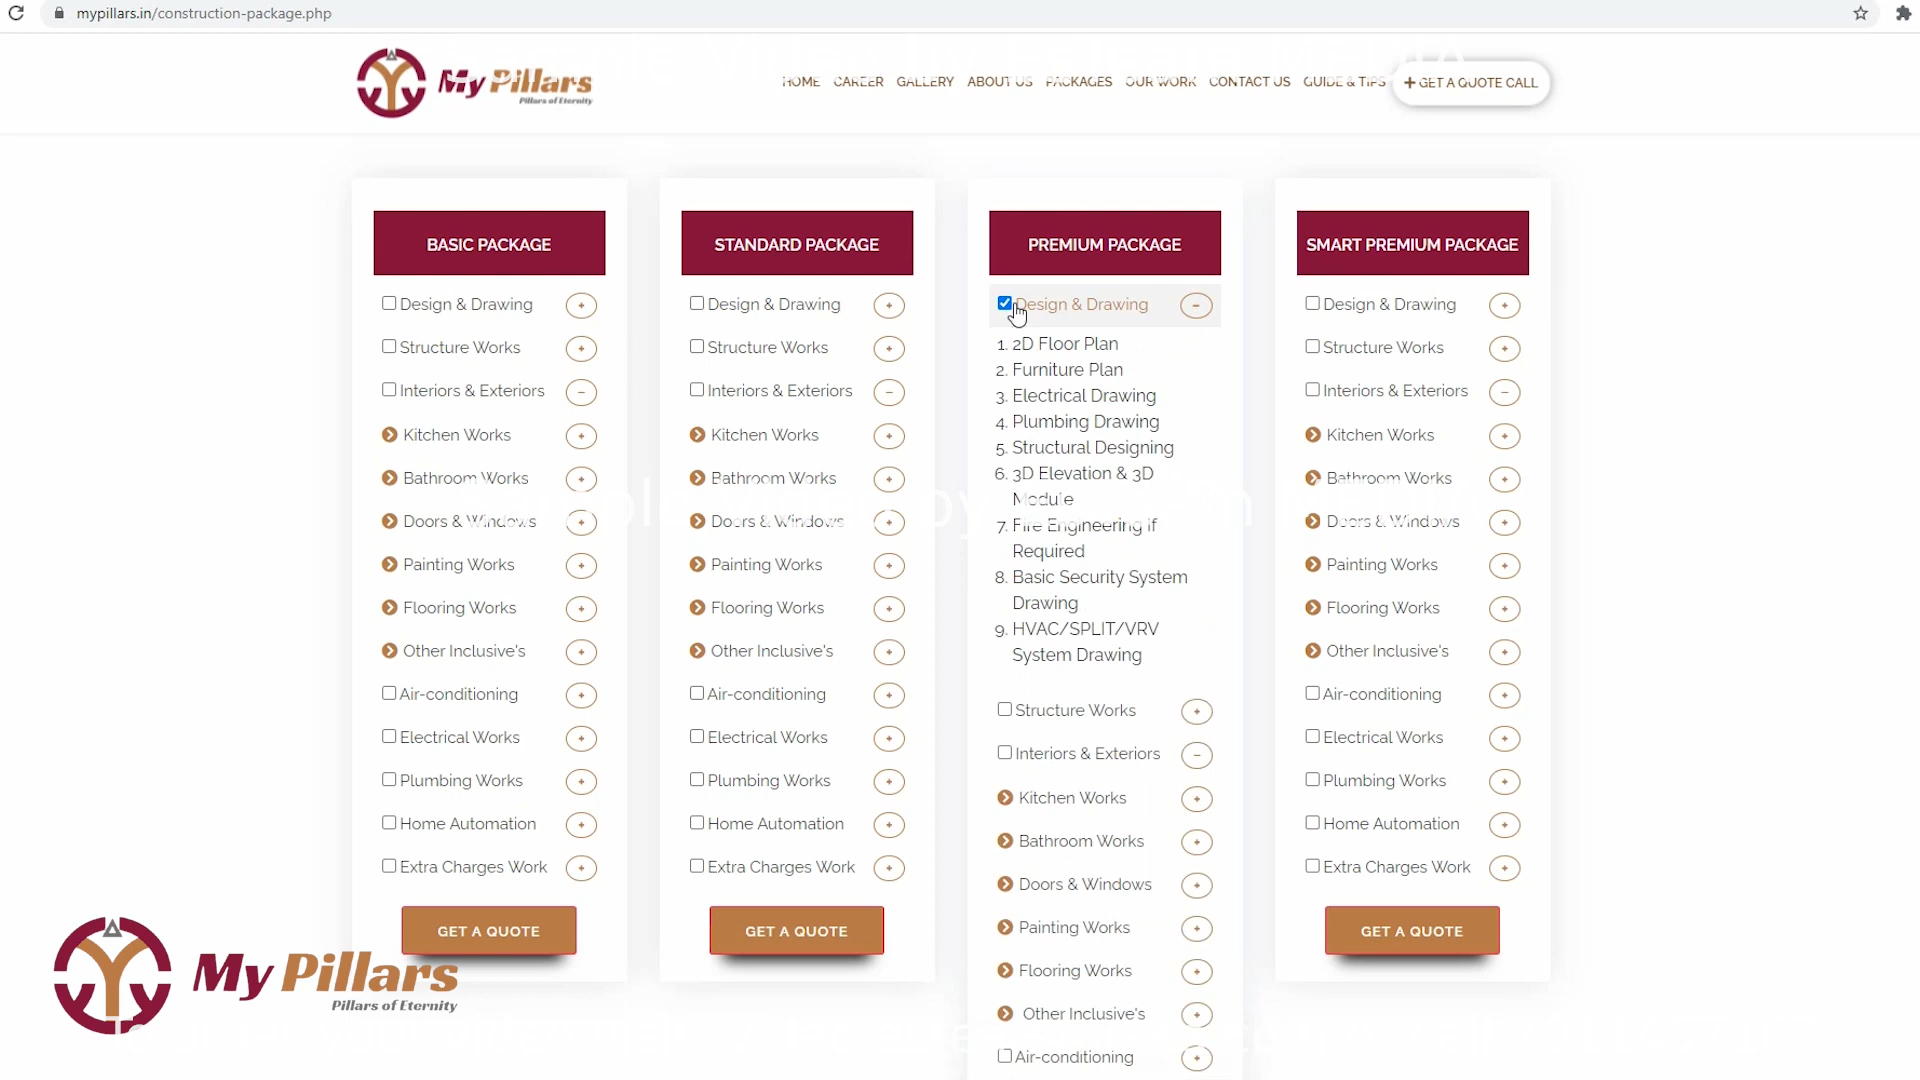 mypillars.in/construction-package.php
My Pillars
Pillars of Eternity
HOME CAREER GALLERY ABOUT US PACKAGES OUR WORK CONTACT US GUIDE & TIPS + GET A QUOTE CALL
BASIC PACKAGE
Design & Drawing +
Structure Works +
Interiors & Exteriors −
Kitchen Works +
Bathroom Works +
Doors & Windows +
Painting Works +
Flooring Works +
Other Inclusive's +
Air-conditioning +
Electrical Works +
Plumbing Works +
Home Automation +
Extra Charges Work +
GET A QUOTE
STANDARD PACKAGE
Design & Drawing +
Structure Works +
Interiors & Exteriors −
Kitchen Works +
Bathroom Works +
Doors & Windows +
Painting Works +
Flooring Works +
Other Inclusive's +
Air-conditioning +
Electrical Works +
Plumbing Works +
Home Automation +
Extra Charges Work +
GET A QUOTE
PREMIUM PACKAGE
Design & Drawing −
1. 2D Floor Plan
2. Furniture Plan
3. Electrical Drawing
4. Plumbing Drawing
5. Structural Designing
6. 3D Elevation & 3D
Module
7. Fire Engineering if
Required
8. Basic Security System
Drawing
9. HVAC/SPLIT/VRV
System Drawing
Structure Works +
Interiors & Exteriors −
Kitchen Works +
Bathroom Works +
Doors & Windows +
Painting Works +
Flooring Works +
Other Inclusive's +
Air-conditioning +
SMART PREMIUM PACKAGE
Design & Drawing +
Structure Works +
Interiors & Exteriors −
Kitchen Works +
Bathroom Works +
Doors & Windows +
Painting Works +
Flooring Works +
Other Inclusive's +
Air-conditioning +
Electrical Works +
Plumbing Works +
Home Automation +
Extra Charges Work +
GET A QUOTE
My Pillars
Pillars of Eternity